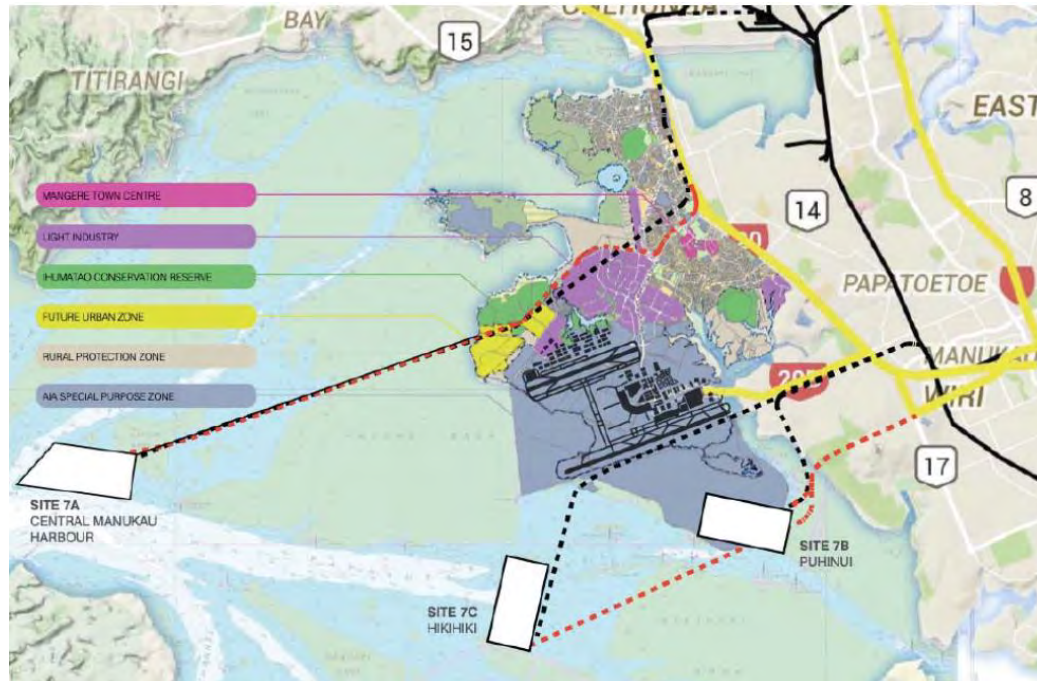 BAY
15
TITIRANGI
EAST
MANGERE TOWN CENTRE
LIGHT INDUSTRY
IHUMATAO CONSERVATION RESERVE
FUTURE URBAN ZONE
RURAL PROTECTION ZONE
AIA SPECIAL PURPOSE ZONE
14
8
PAPATOETOE
MANUKAU
WIRI
17
SITE 7A
CENTRAL MANUKAU
HARBOUR
SITE 7B
PUHINUI
SITE 7C
HIKIHIKI